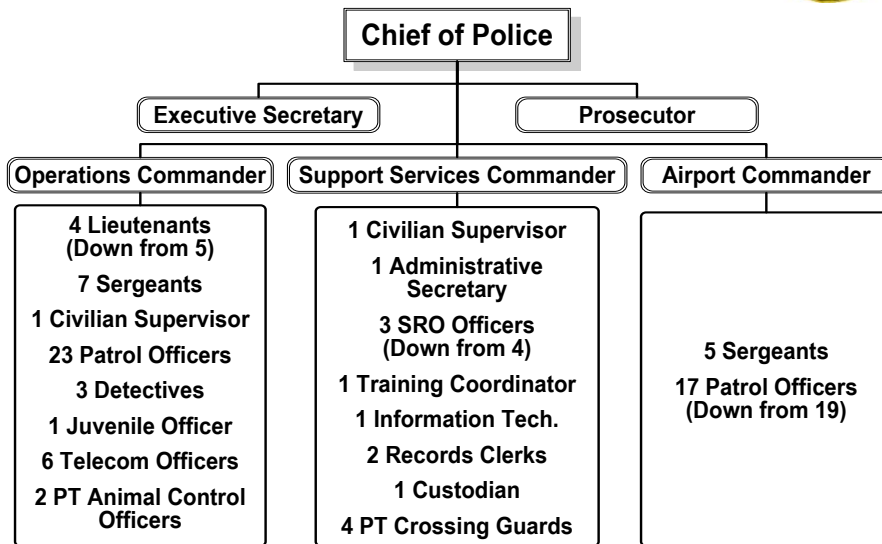 Chief of Police
Executive Secretary
Prosecutor
Operations Commander
Support Services Commander
Airport Commander
4 Lieutenants
(Down from 5)
7 Sergeants
1 Civilian Supervisor
23 Patrol Officers
3 Detectives
1 Juvenile Officer
6 Telecom Officers
2 PT Animal Control
Officers
1 Civilian Supervisor
1 Administrative
Secretary
3 SRO Officers
(Down from 4)
1 Training Coordinator
1 Information Tech.
2 Records Clerks
1 Custodian
4 PT Crossing Guards
5 Sergeants
17 Patrol Officers
(Down from 19)